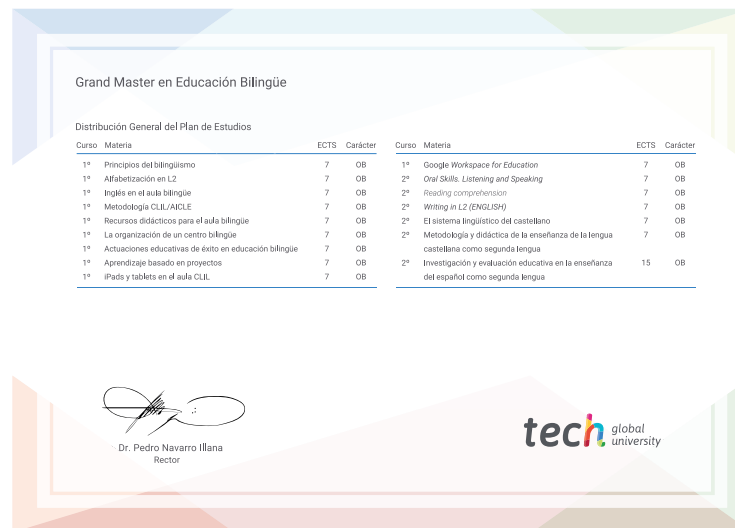 Grand Master en Educación Bilingüe
Distribución General del Plan de Estudios
Curso Materia ECTS Carácter
1º Principios del bilingüismo 7 OB
1º Alfabetización en L2 7 OB
1º Inglés en el aula bilingüe 7 OB
1º Metodología CLIL/AICLE 7 OB
1º Recursos didácticos para el aula bilingüe 7 OB
1º La organización de un centro bilingüe 7 OB
1º Actuaciones educativas de éxito en educación bilingüe 7 OB
1º Aprendizaje basado en proyectos 7 OB
1º iPads y tablets en el aula CLIL 7 OB
Curso Materia ECTS Carácter
1º Google Workspace for Education 7 OB
2º Oral Skills. Listening and Speaking 7 OB
2º Reading comprehension 7 OB
2º Writing in L2 (ENGLISH) 7 OB
2º El sistema lingüístico del castellano 7 OB
2º Metodología y didáctica de la enseñanza de la lengua 7 OB
castellana como segunda lengua
2º Investigación y evaluación educativa en la enseñanza 15 OB
del español como segunda lengua
Dr. Pedro Navarro Illana
Rector
tech global
university